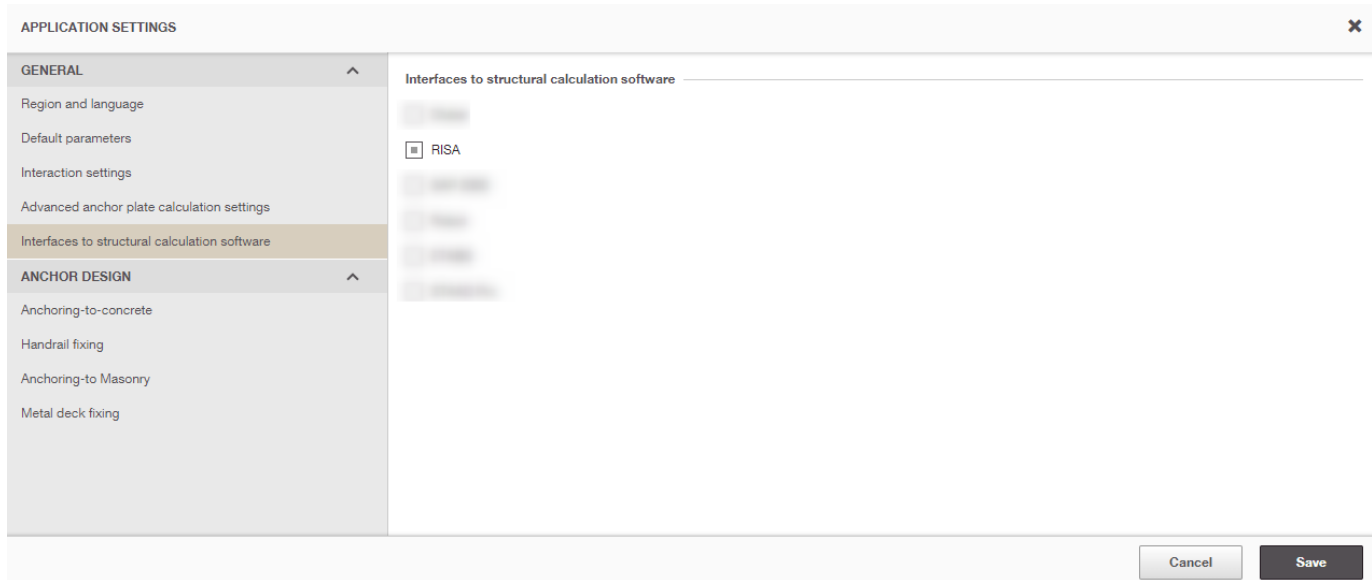 APPLICATION SETTINGS
GENERAL
Region and language
Default parameters
Interaction settings
Advanced anchor plate calculation settings
Interfaces to structural calculation software
ANCHOR DESIGN
Anchoring-to-concrete
Handrail fixing
Anchoring-to Masonry
Metal deck fixing
Interfaces to structural calculation software
RISA
Cancel
Save